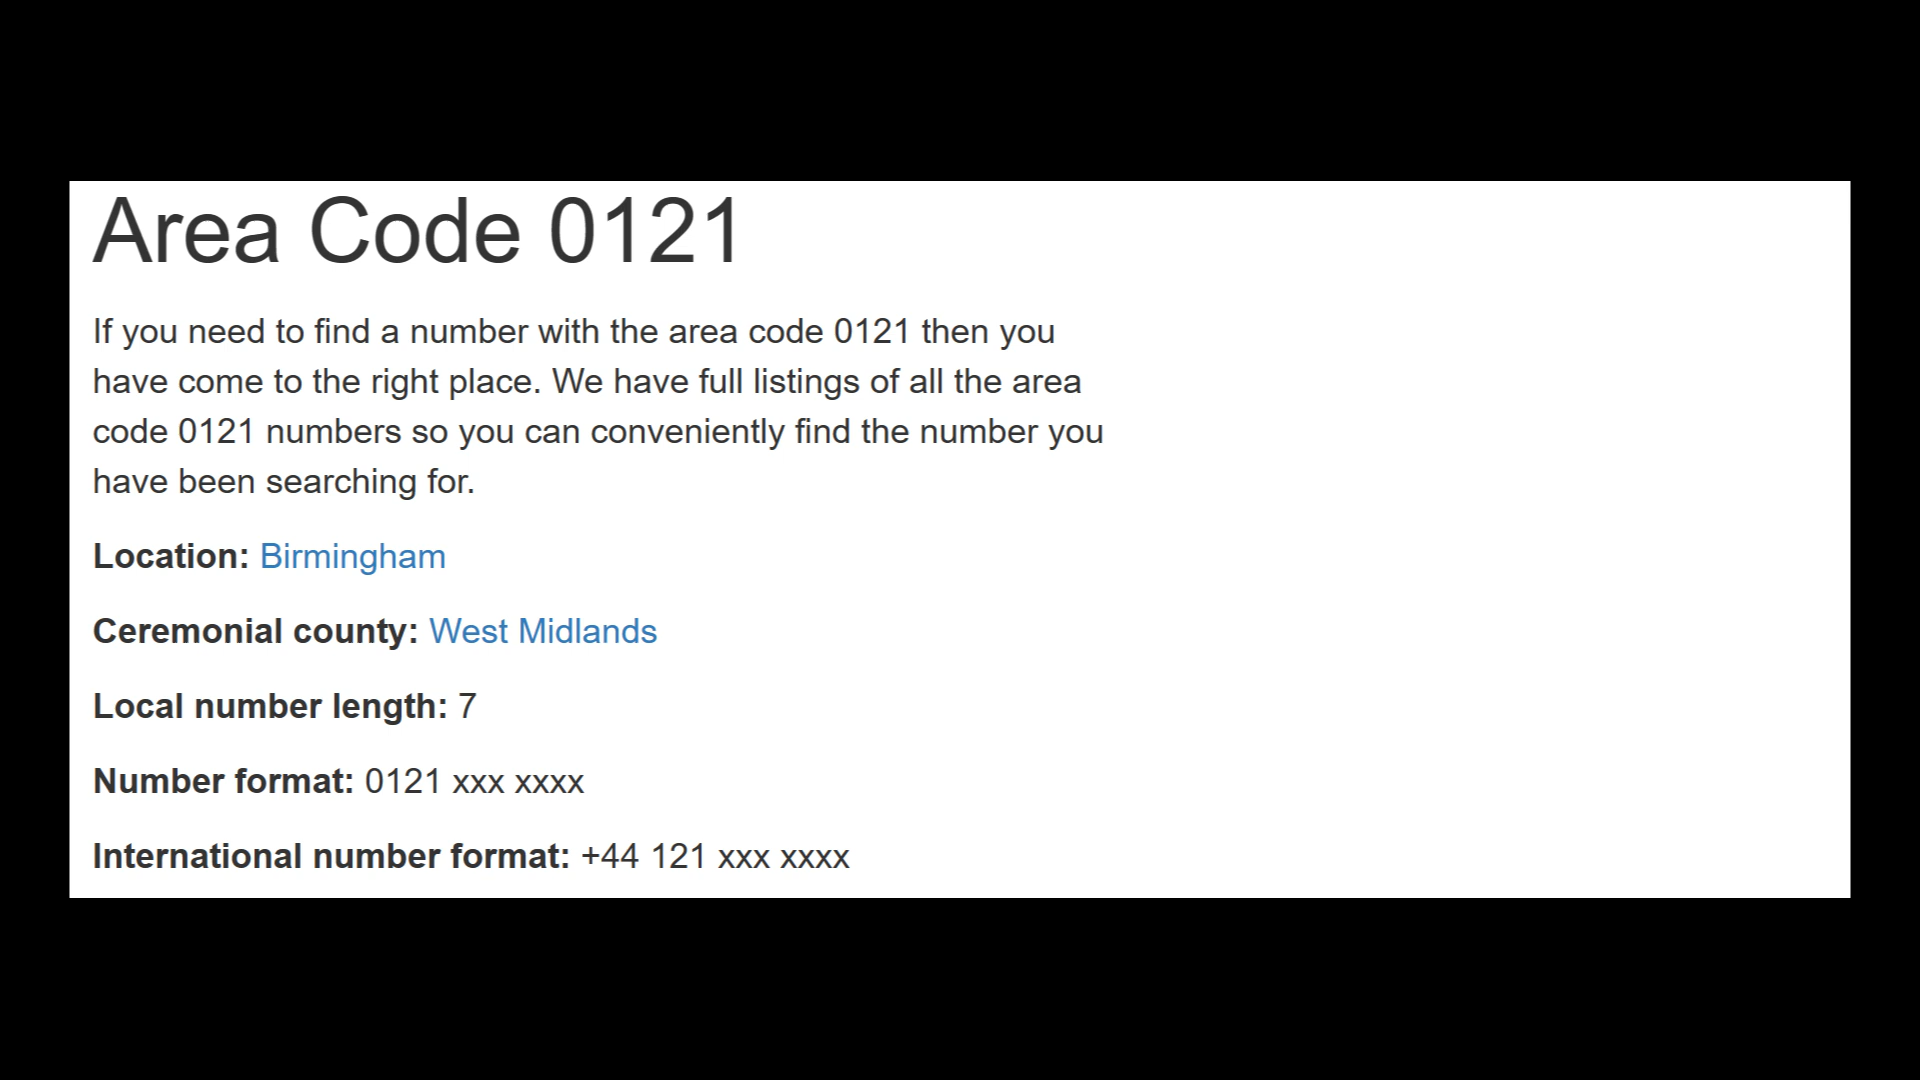 Area Code 0121
If you need to find a number with the area code 0121 then you
have come to the right place. We have full listings of all the area
code 0121 numbers so you can conveniently find the number you
have been searching for.
Location: Birmingham
Ceremonial county: West Midlands
Local number length: 7
Number format: 0121 xxx xxxx
International number format: +44 121 xxx xxxx